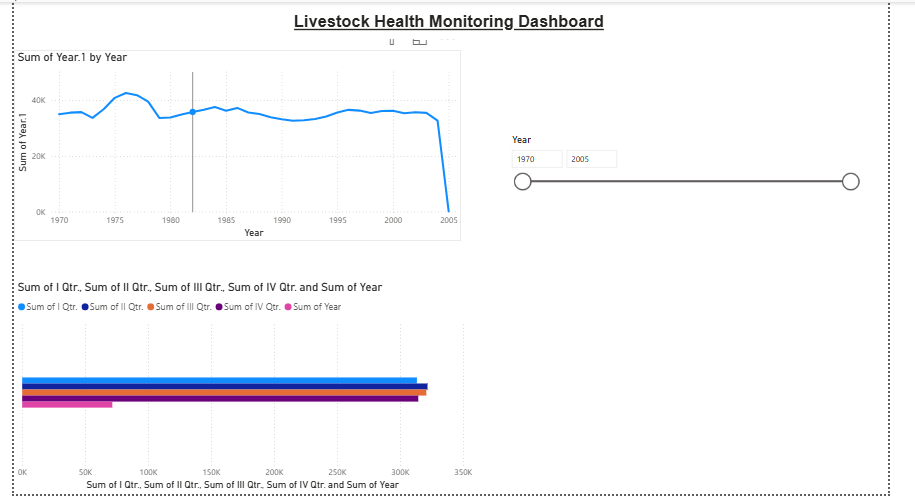 Livestock Health Monitoring Dashboard
Sum of Year.1 by Year
40K
20K
0K
Sum of Year.1
1970 1975 1980 1985 1990 1995 2000 2005
Year
Year
1970 2005
Sum of I Qtr., Sum of II Qtr., Sum of III Qtr., Sum of IV Qtr. and Sum of Year
Sum of I Qtr. Sum of II Qtr. Sum of III Qtr. Sum of IV Qtr. Sum of Year
0K 50K 100K 150K 200K 250K 300K 350K
Sum of I Qtr., Sum of II Qtr., Sum of III Qtr., Sum of IV Qtr. and Sum of Year